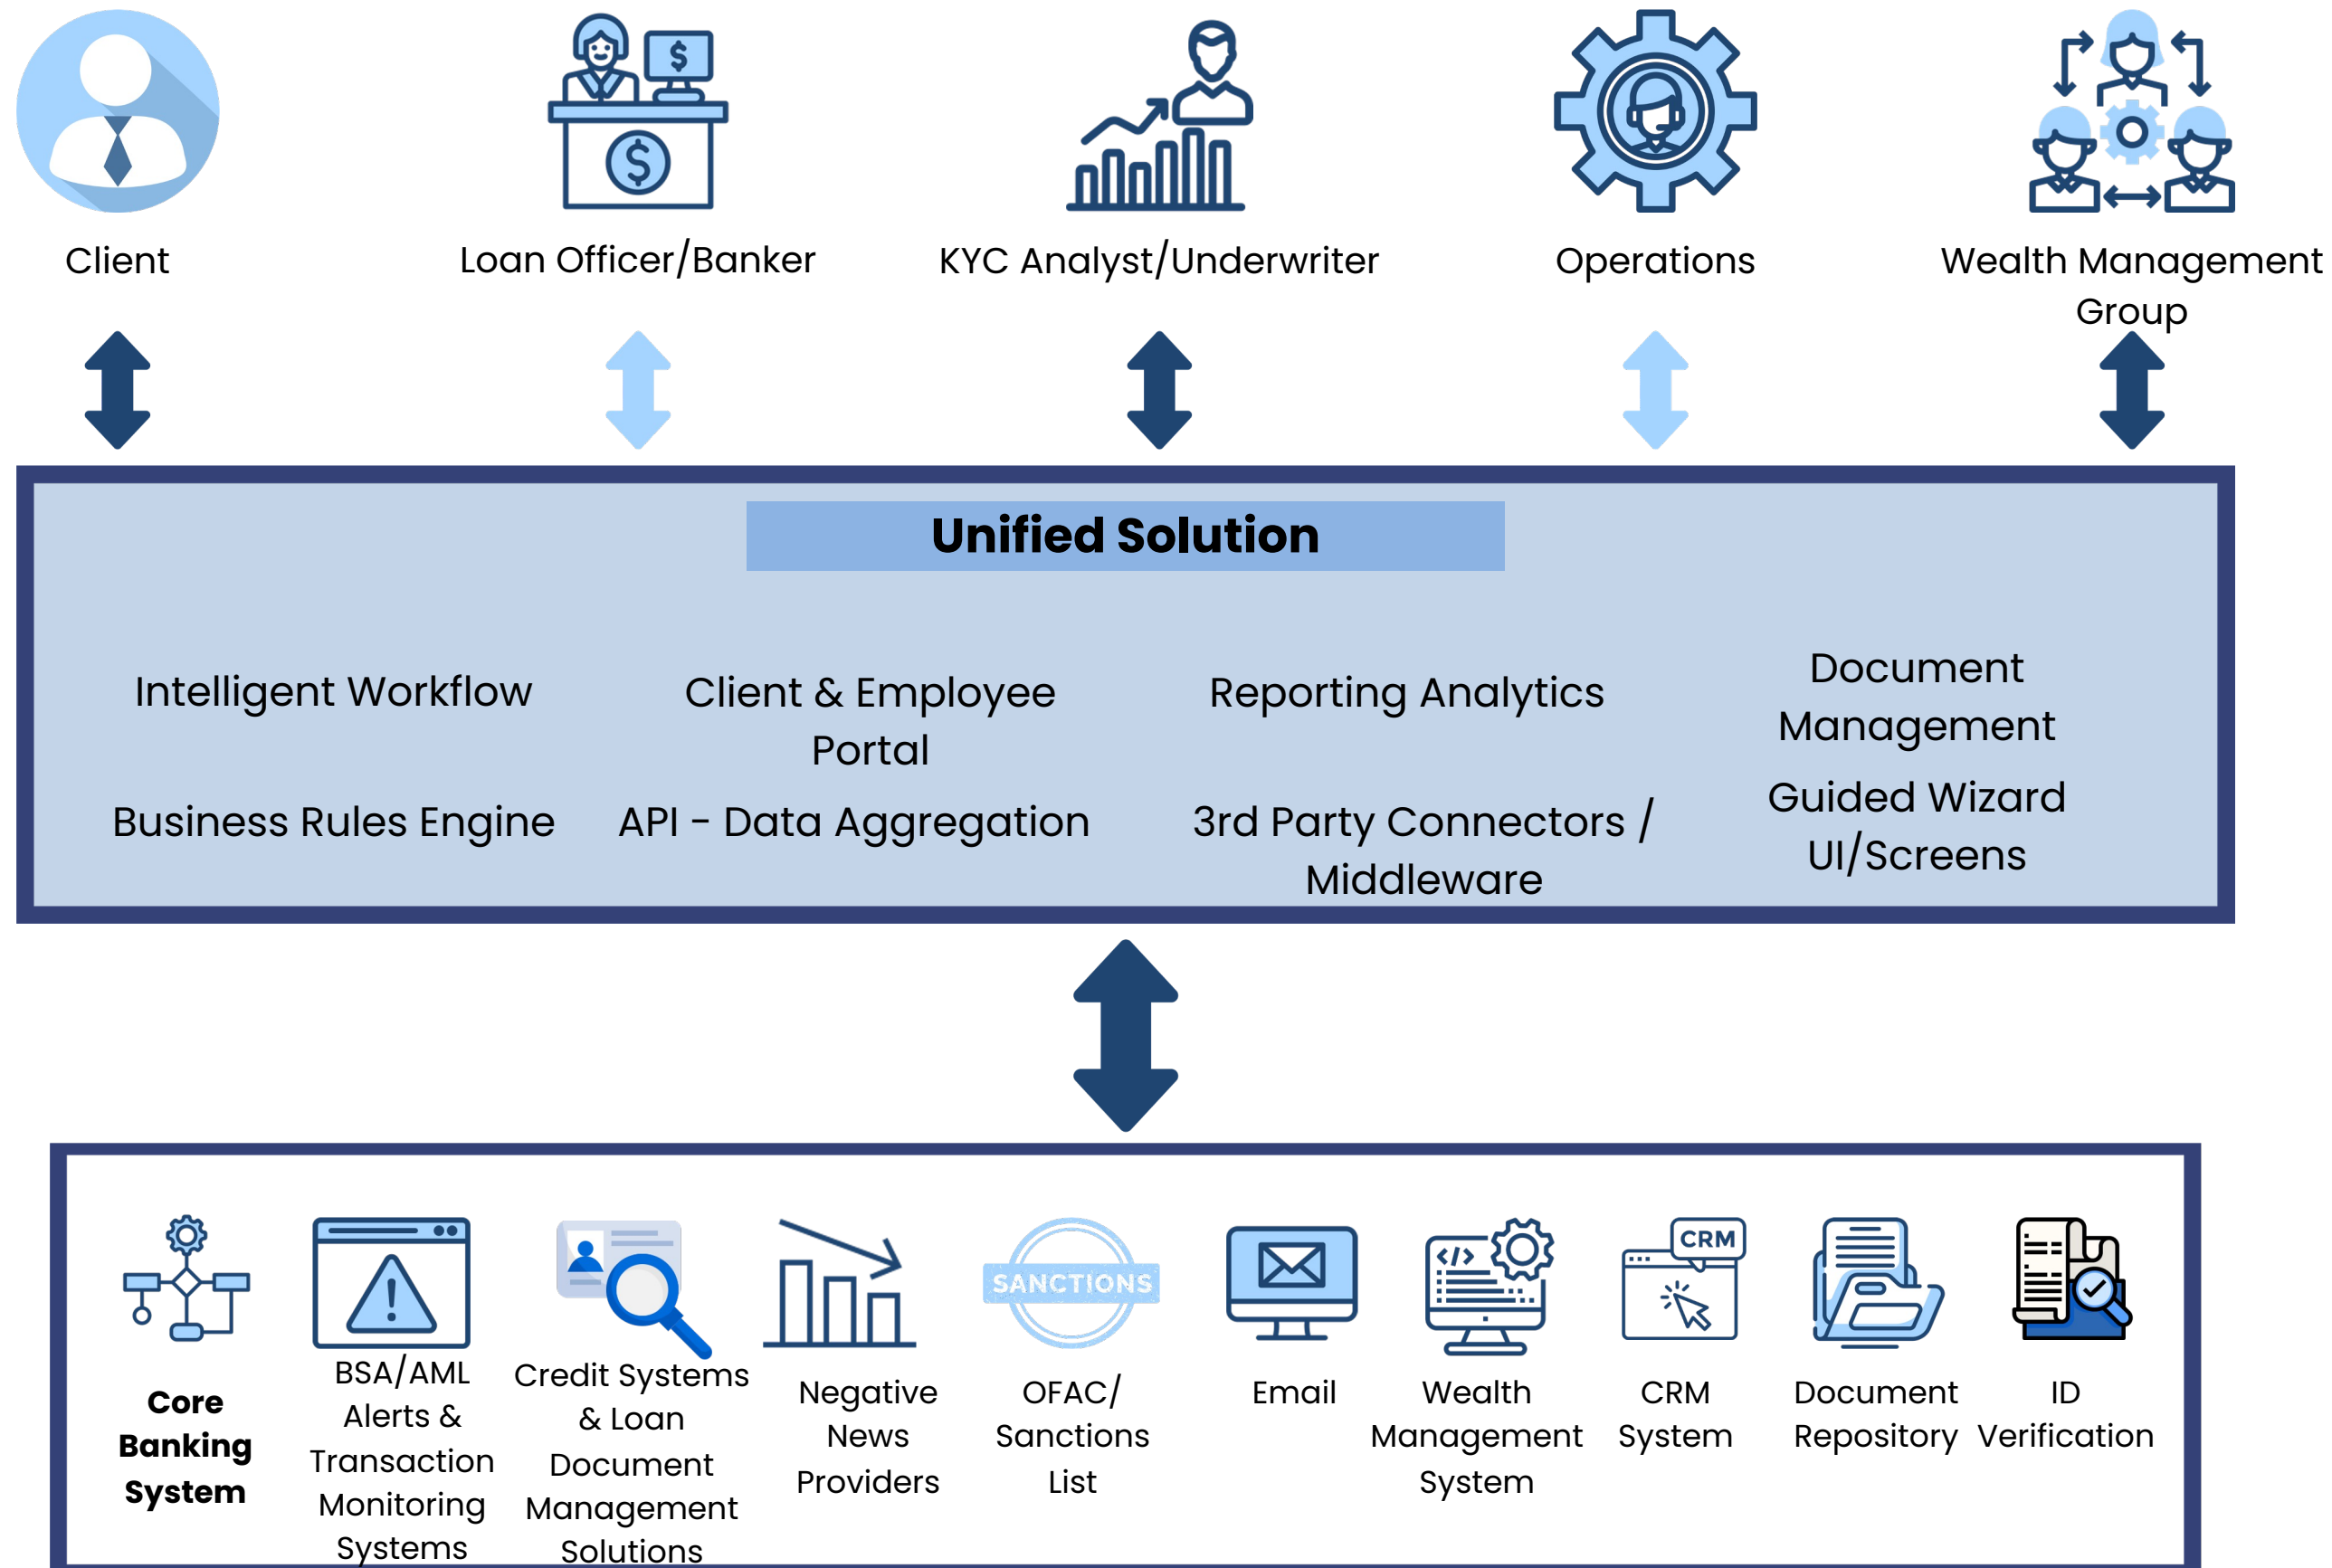 Client
Loan Officer/Banker
KYC Analyst/Underwriter
Operations
Wealth Management
Group
Unified Solution
Intelligent Workflow
Client & Employee
Portal
Reporting Analytics
Document
Management
Business Rules Engine
API - Data Aggregation
3rd Party Connectors /
Middleware
Guided Wizard
UI/Screens
Core
Banking
System
BSA/AML
Alerts &
Transaction
Monitoring
Systems
Credit Systems
& Loan
Document
Management
Solutions
Negative
News
Providers
SANCTIONS
OFAC/
Sanctions
List
Email
</>
Wealth
Management
System
CRM
CRM
System
Document
Repository
ID
Verification